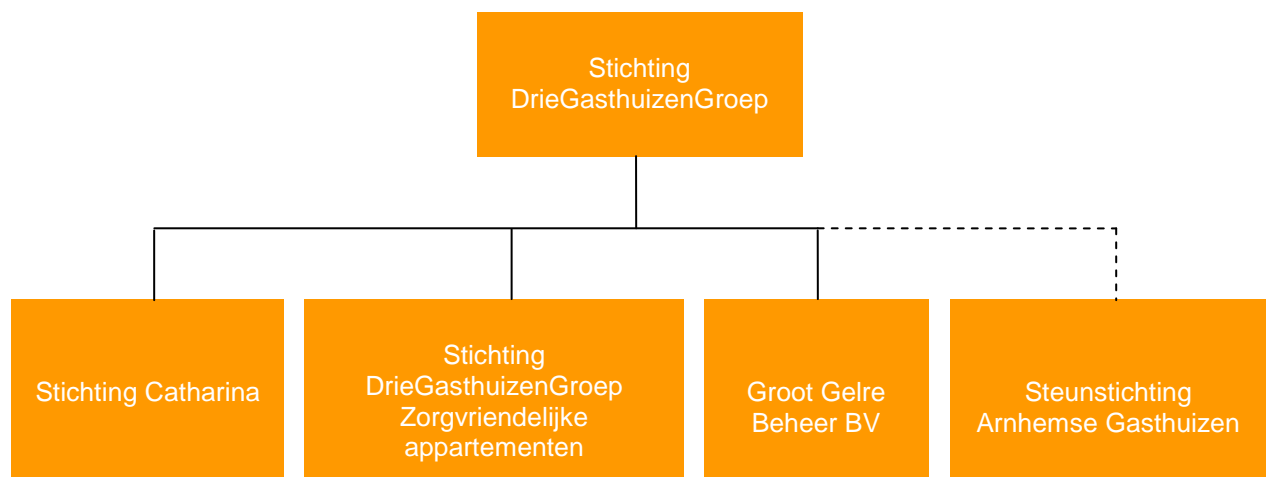 Stichting
DrieGasthuizenGroep
Stichting Catharina
Stichting
DrieGasthuizenGroep
Zorgvriendelijke
appartementen
Groot Gelre
Beheer BV
Steunstichting
Arnhemse Gasthuizen